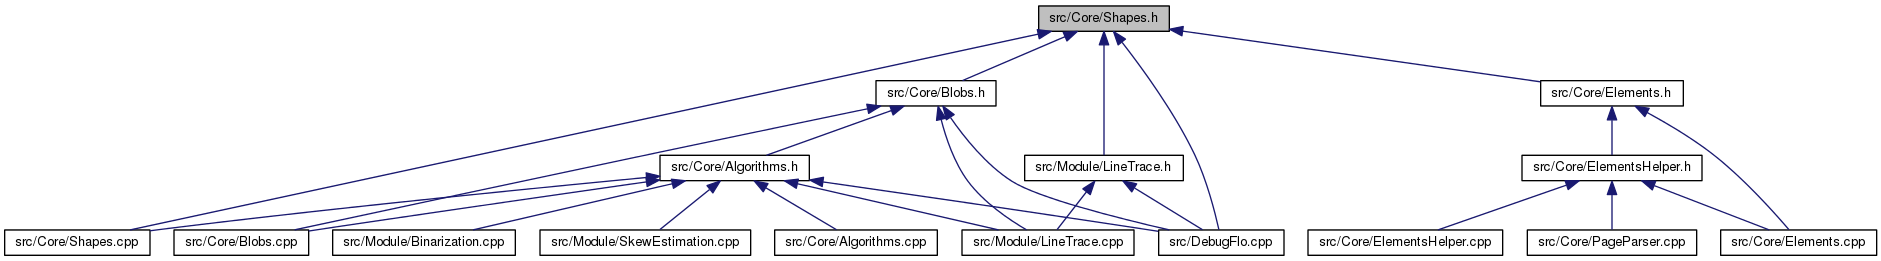 src/Core/Shapes.h
src/Core/Blobs.h
src/Core/Elements.h
src/Core/Algorithms.h
src/Module/LineTrace.h
src/Core/ElementsHelper.h
src/Core/Shapes.cpp
src/Core/Blobs.cpp
src/Module/Binarization.cpp
src/Module/SkewEstimation.cpp
src/Core/Algorithms.cpp
src/Module/LineTrace.cpp
src/DebugFlo.cpp
src/Core/ElementsHelper.cpp
src/Core/PageParser.cpp
src/Core/Elements.cpp